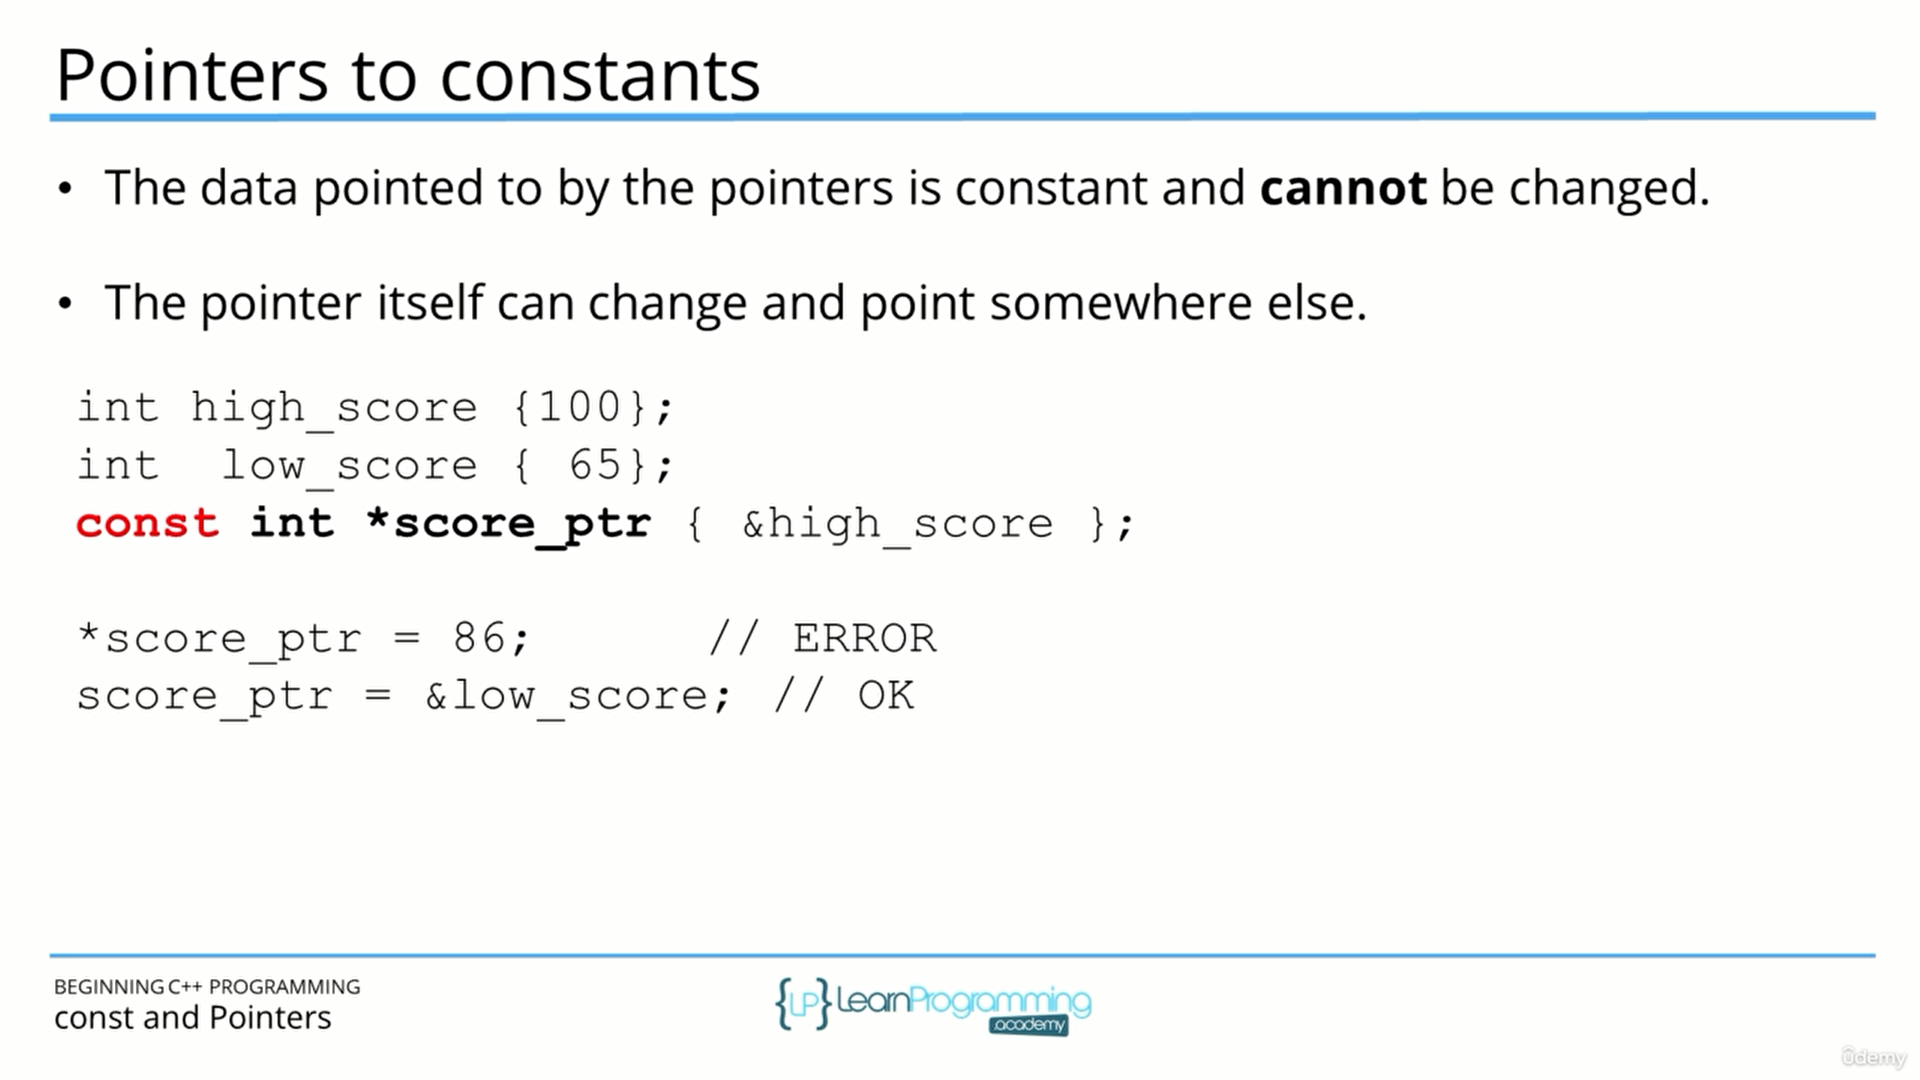 Pointers to constants
• The data pointed to by the pointers is constant and cannot be changed.
• The pointer itself can change and point somewhere else.
int high_score {100};
int  low_score { 65};
const int *score_ptr { &high_score };
*score_ptr = 86;      // ERROR
score_ptr = &low_score; // OK
BEGINNING C++ PROGRAMMING
const and Pointers
{LP} LearnProgramming
academy
ûdemy